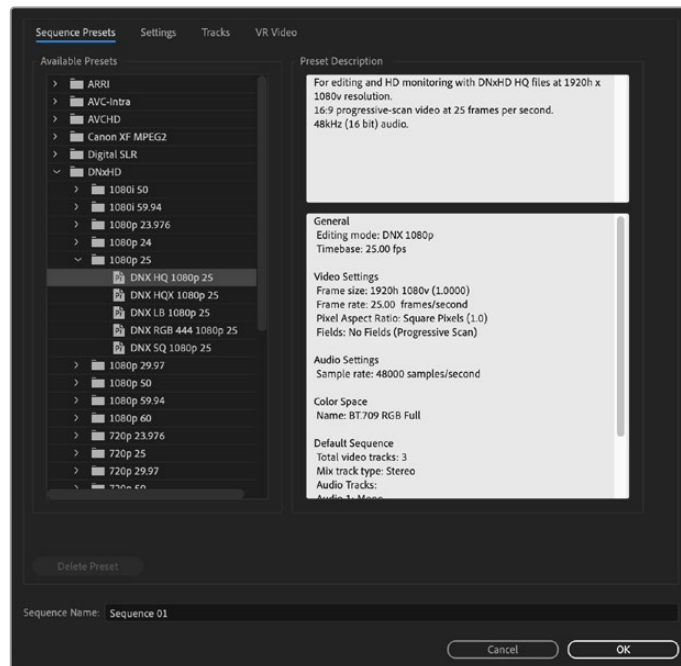 Sequence Presets Settings Tracks VR Video
Available Presets
ARRI
AVC-Intra
AVCHD
Canon XF MPEG2
Digital SLR
DNxHD
1080i 50
1080i 59.94
1080p 23.976
1080p 24
1080p 25
DNX HQ 1080p 25
DNX HQX 1080p 25
DNX LB 1080p 25
DNX RGB 444 1080p 25
DNX SQ 1080p 25
1080p 29.97
1080p 50
1080p 59.94
1080p 60
720p 23.976
720p 25
720p 29.97
720p 50
Preset Description
For editing and HD monitoring with DNxHD HQ files at 1920h x
1080v resolution.
16:9 progressive-scan video at 25 frames per second.
48kHz (16 bit) audio.
General
Editing mode: DNX 1080p
Timebase: 25.00 fps
Video Settings
Frame size: 1920h 1080v (1.0000)
Frame rate: 25.00 frames/second
Pixel Aspect Ratio: Square Pixels (1.0)
Fields: No Fields (Progressive Scan)
Audio Settings
Sample rate: 48000 samples/second
Color Space
Name: BT.709 RGB Full
Default Sequence
Total video tracks: 3
Mix track type: Stereo
Audio Tracks:
Audio 1: Mono
Delete Preset
Sequence Name: Sequence 01
Cancel OK